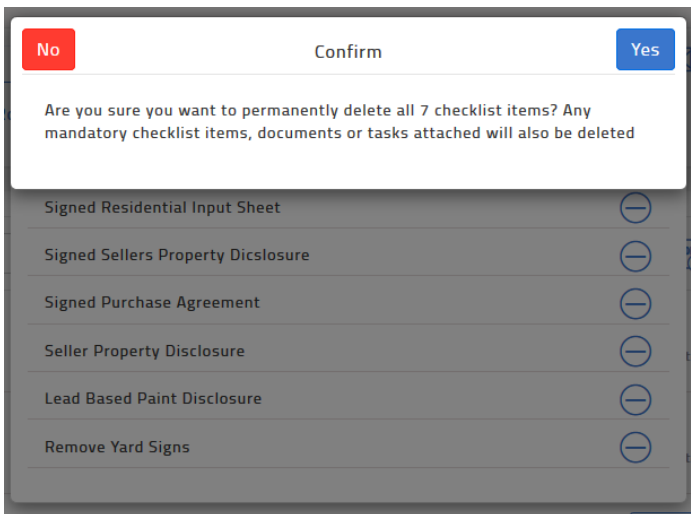 No
Confirm
Yes
Are you sure you want to permanently delete all 7 checklist items? Any
mandatory checklist items, documents or tasks attached will also be deleted
Signed Residential Input Sheet
Signed Sellers Property Dicslosure
Signed Purchase Agreement
Seller Property Disclosure
Lead Based Paint Disclosure
Remove Yard Signs